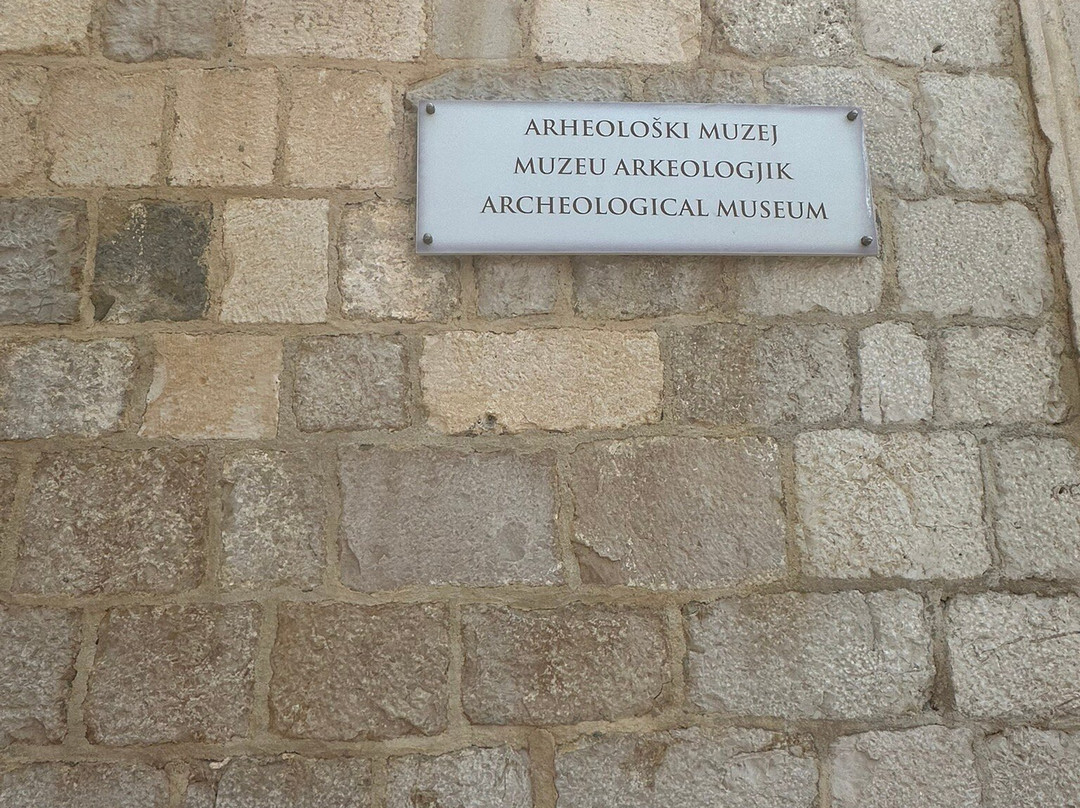 ARHEOLOŠKI MUZEJ
MUZEU ARKEOLOGJIK
ARCHEOLOGICAL MUSEUM